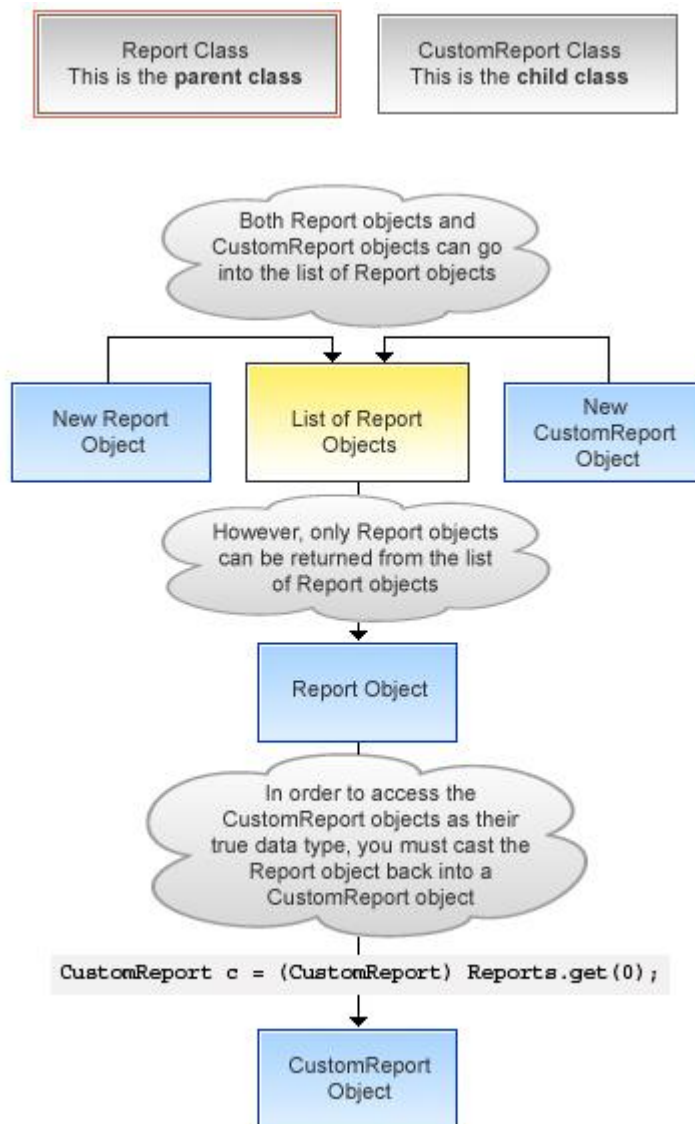 Report Class
This is the parent class
CustomReport Class
This is the child class
Both Report objects and
CustomReport objects can go
into the list of Report objects
New Report
Object
List of Report
Objects
New
CustomReport
Object
However, only Report objects
can be returned from the list
of Report objects
Report Object
In order to access the
CustomReport objects as their
true data type, you must cast the
Report object back into a
CustomReport object
CustomReport c = (CustomReport) Reports.get(0);
CustomReport
Object